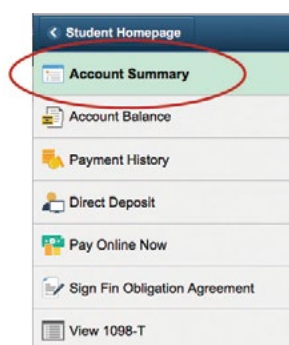 Student Homepage
Account Summary
Account Balance
Payment History
Direct Deposit
Pay Online Now
Sign Fin Obligation Agreement
View 1098-T